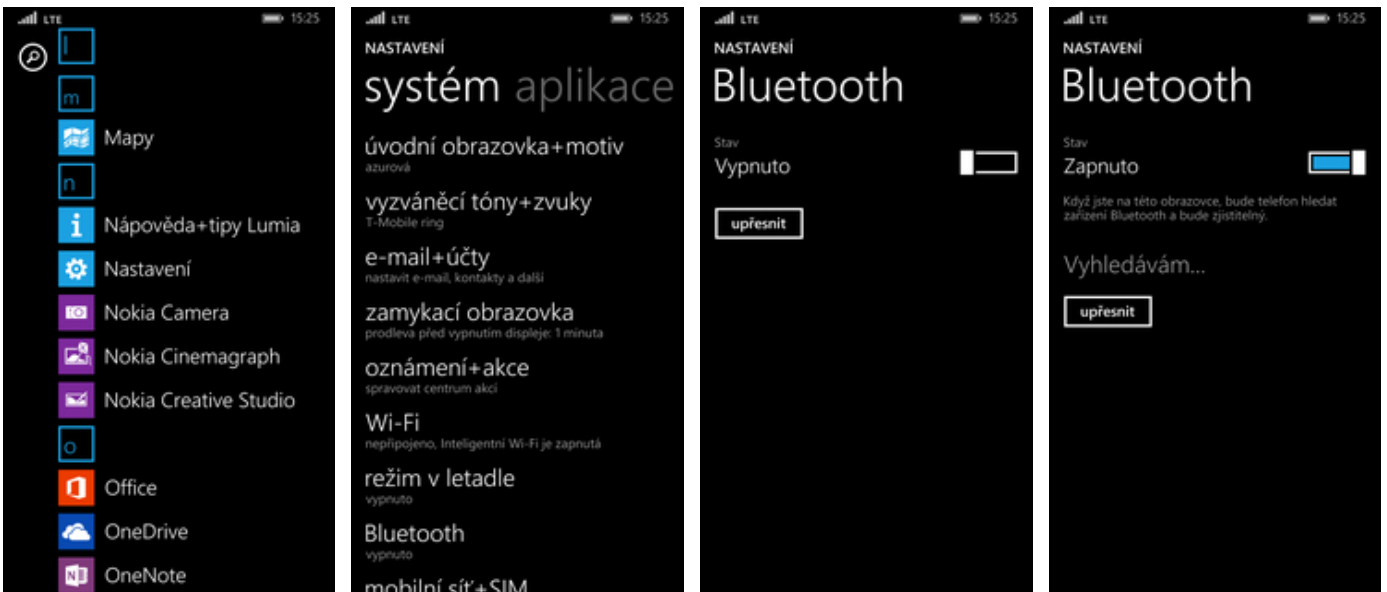 LTE 15:25
l
m
Mapy
n
Nápověda+tipy Lumia
Nastavení
Nokia Camera
Nokia Cinemagraph
Nokia Creative Studio
o
Office
OneDrive
OneNote
LTE 15:25
NASTAVENÍ
systém aplikace
úvodní obrazovka+motiv
azurová
vyzváněcí tóny+zvuky
T-Mobile ring
e-mail+účty
nastavit e-mail, kontakty a další
zamykací obrazovka
prodleva před vypnutím displeje: 1 minuta
oznámení+akce
spravovat centrum akcí
Wi-Fi
nepřipojeno, Inteligentní Wi-Fi je zapnutá
režim v letadle
vypnuto
Bluetooth
vypnuto
mobilní síť+SIM
LTE 15:25
NASTAVENÍ
Bluetooth
Stav
Vypnuto
upřesnit
LTE 15:25
NASTAVENÍ
Bluetooth
Stav
Zapnuto
Když jste na této obrazovce, bude telefon hledat
zařízení Bluetooth a bude zjistitelný.
Vyhledávám...
upřesnit